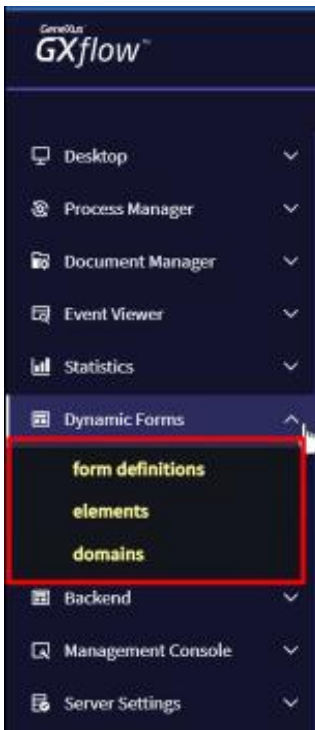 GeneXus
GXflow™
Desktop
Process Manager
Document Manager
Event Viewer
Statistics
Dynamic Forms
form definitions
elements
domains
Backend
Management Console
Server Settings